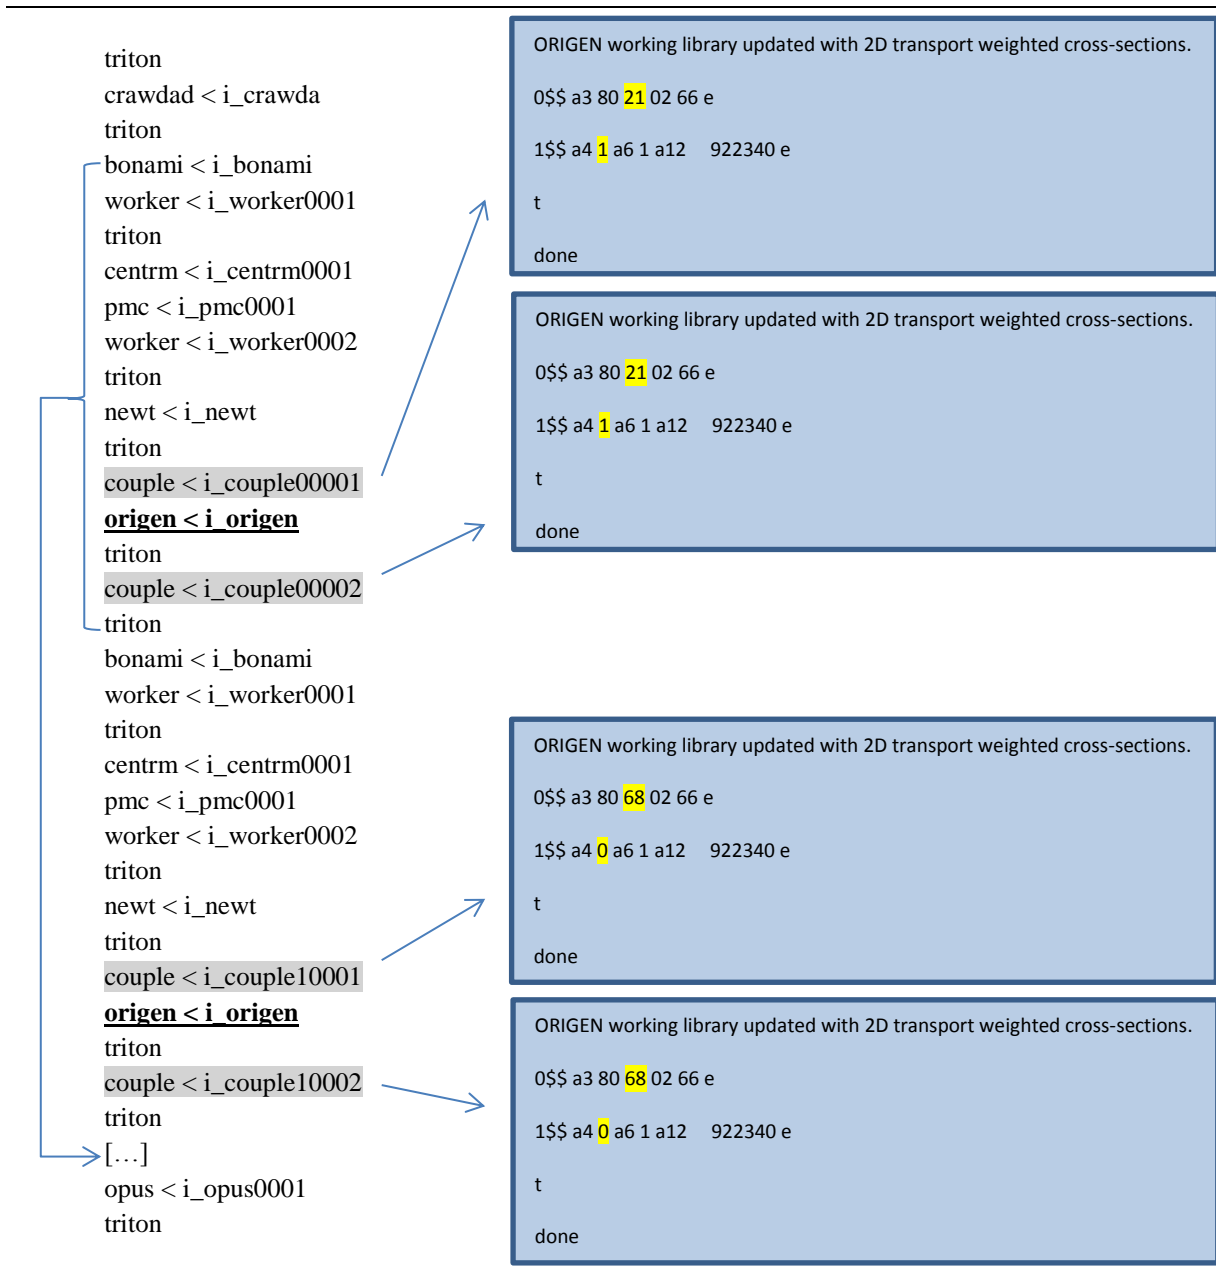 triton
crawdad < i_crawda
triton
bonami < i_bonami
worker < i_worker0001
triton
centrm < i_centrm0001
pmc < i_pmc0001
worker < i_worker0002
triton
newt < i_newt
triton
couple < i_couple00001
origen < i_origen
triton
couple < i_couple00002
triton
bonami < i_bonami
worker < i_worker0001
triton
centrm < i_centrm0001
pmc < i_pmc0001
worker < i_worker0002
triton
newt < i_newt
triton
couple < i_couple10001
origen < i_origen
triton
couple < i_couple10002
triton
[…]
opus < i_opus0001
triton
ORIGEN working library updated with 2D transport weighted cross-sections.
0$$ a3 80 21 02 66 e
1$$ a4 1 a6 1 a12 922340 e
t
done
ORIGEN working library updated with 2D transport weighted cross-sections.
0$$ a3 80 21 02 66 e
1$$ a4 1 a6 1 a12 922340 e
t
done
ORIGEN working library updated with 2D transport weighted cross-sections.
0$$ a3 80 68 02 66 e
1$$ a4 0 a6 1 a12 922340 e
t
done
ORIGEN working library updated with 2D transport weighted cross-sections.
0$$ a3 80 68 02 66 e
1$$ a4 0 a6 1 a12 922340 e
t
done